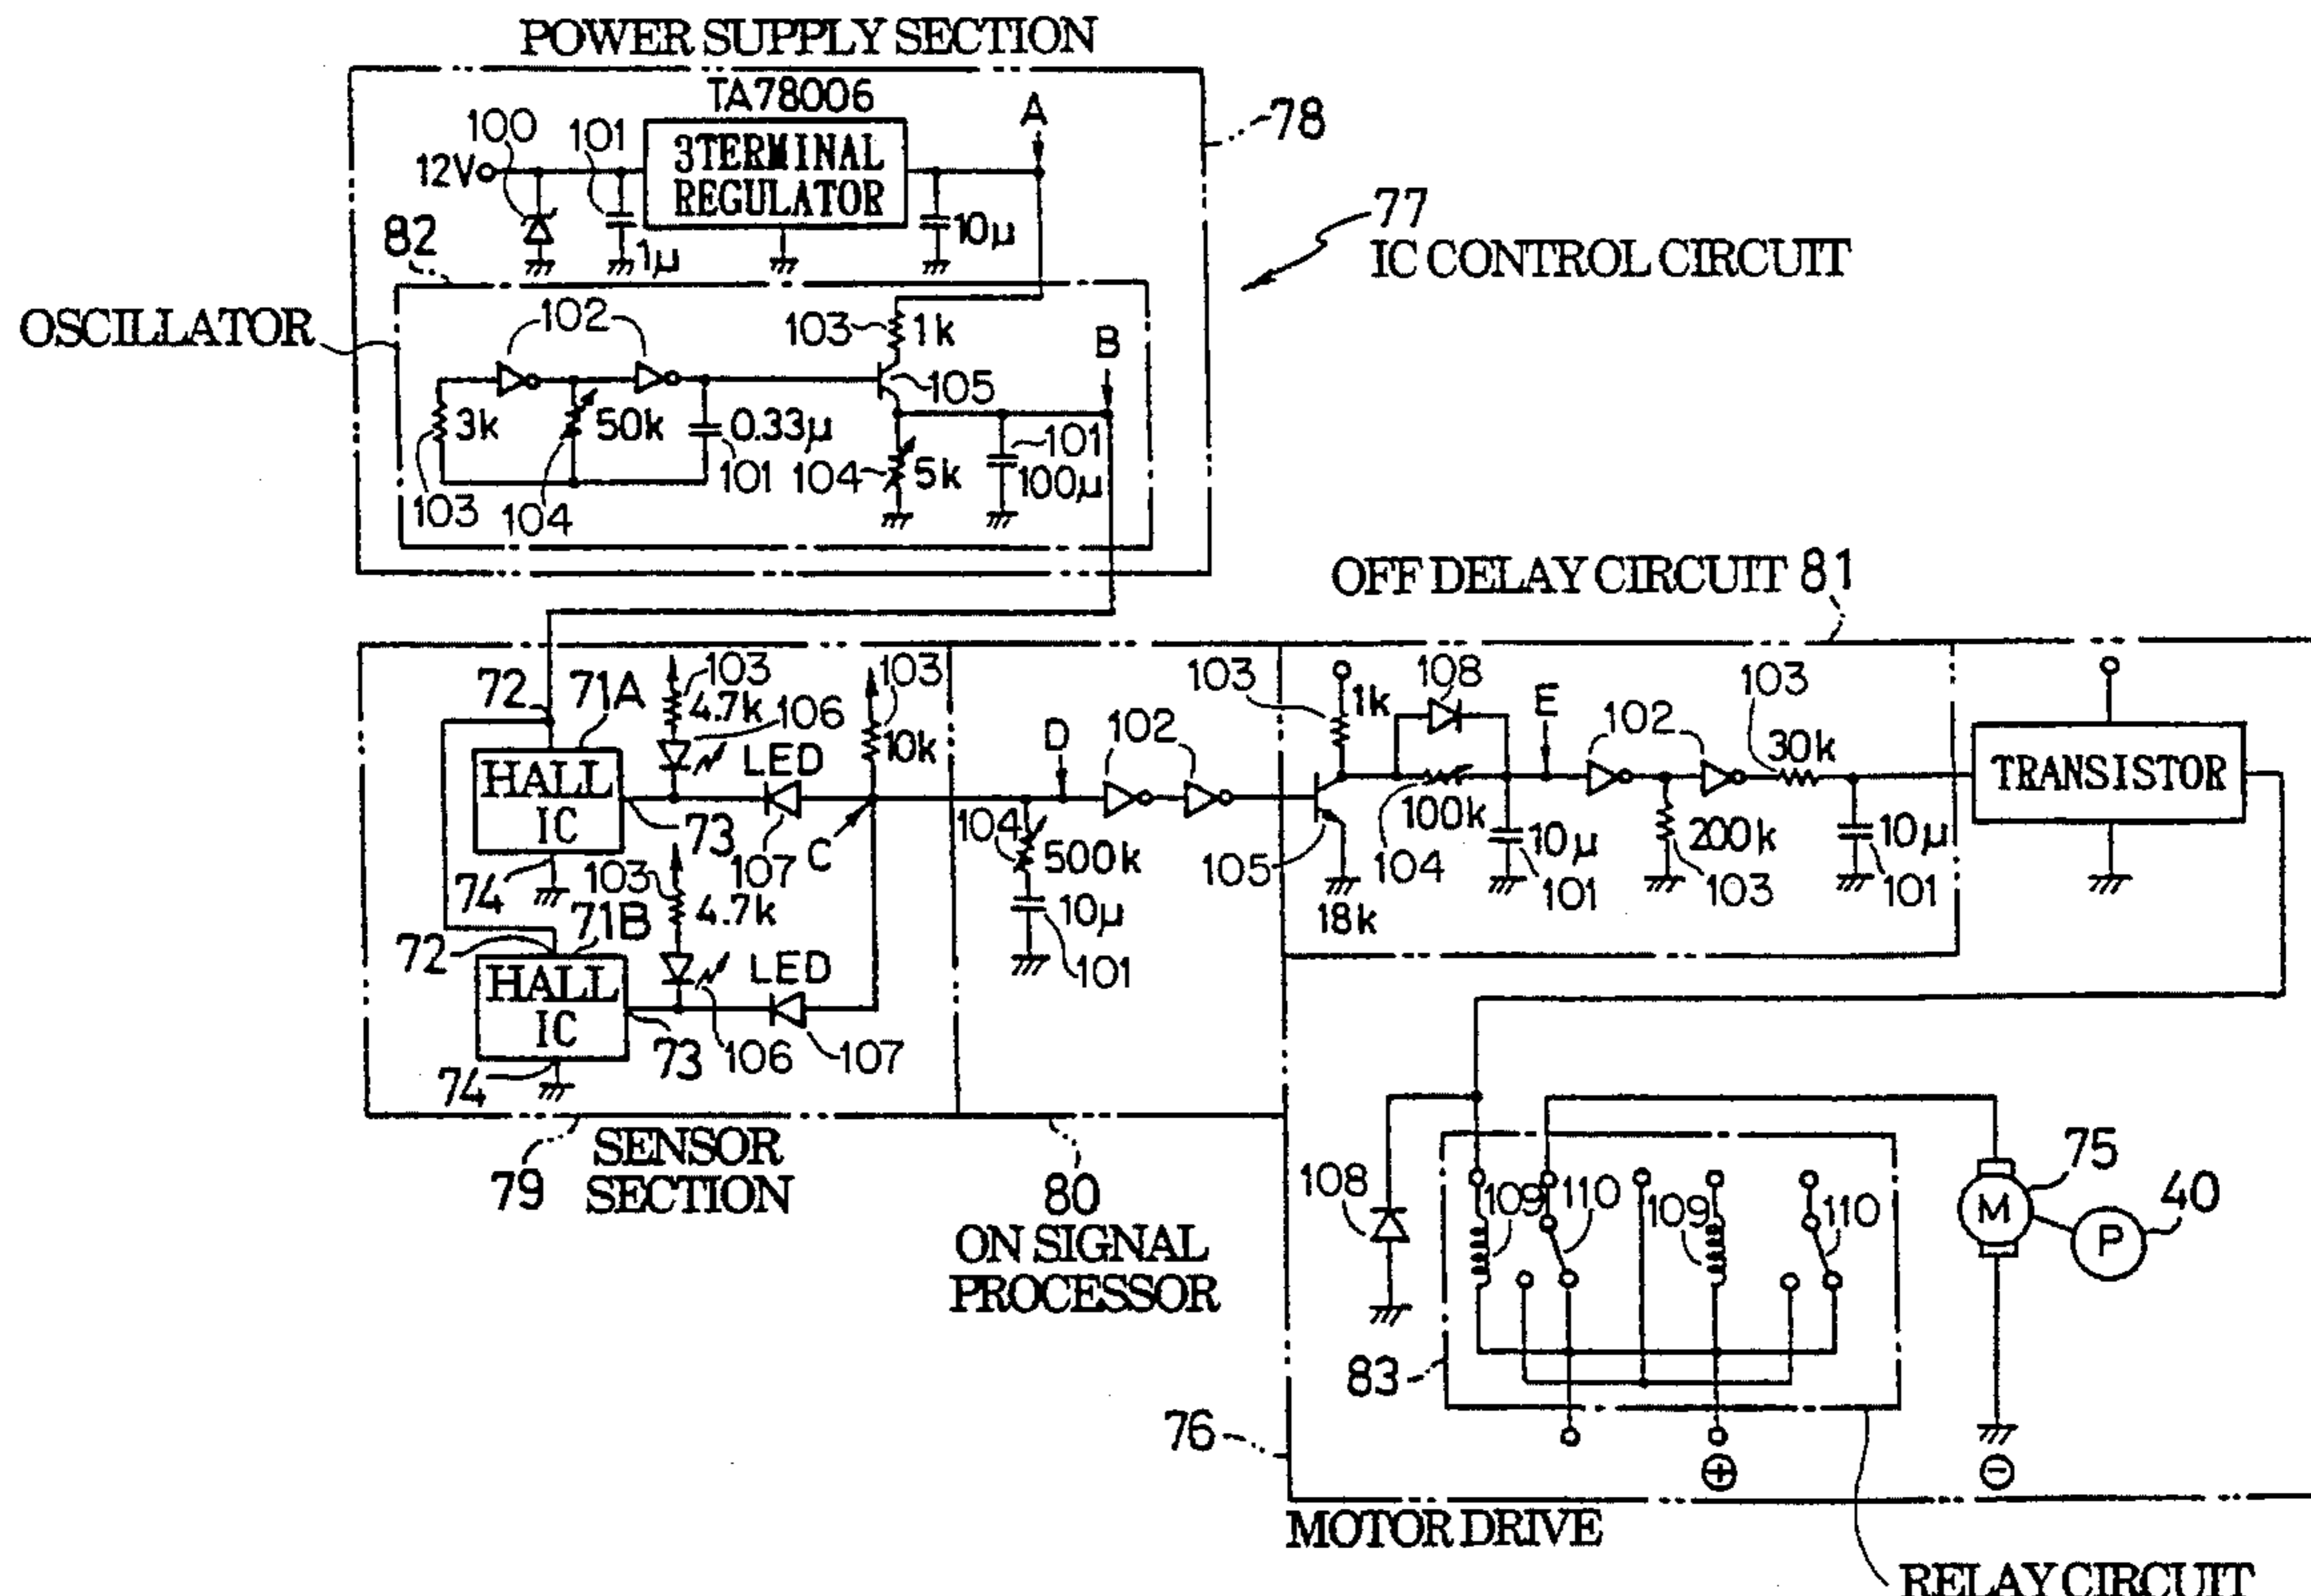 POWER SUPPLY SECTION
TA78006
A
78
100
101
12V
3TERMINAL
REGULATOR
10μ
1μ
77
IC CONTROL CIRCUIT
82
OSCILLATOR
102
103
1k
B
105
3k
50k
0.33μ
101
104
5k
101
100μ
103
104
101
OFF DELAY CIRCUIT 81
72
71A
103
4.7k
106
LED
103
10k
D
102
103
1k
108
E
102
103
30k
HALL
IC
73
107
C
104
500k
105
100k
104
10μ
101
200k
103
10μ
101
TRANSISTOR
74
103
4.7k
71B
10μ
101
18k
72
HALL
IC
LED
73
106
107
74
79
SENSOR
SECTION
80
ON SIGNAL
PROCESSOR
108
109
110
109
110
75
M
P
40
83
76
+
−
MOTOR DRIVE
RELAY CIRCUIT